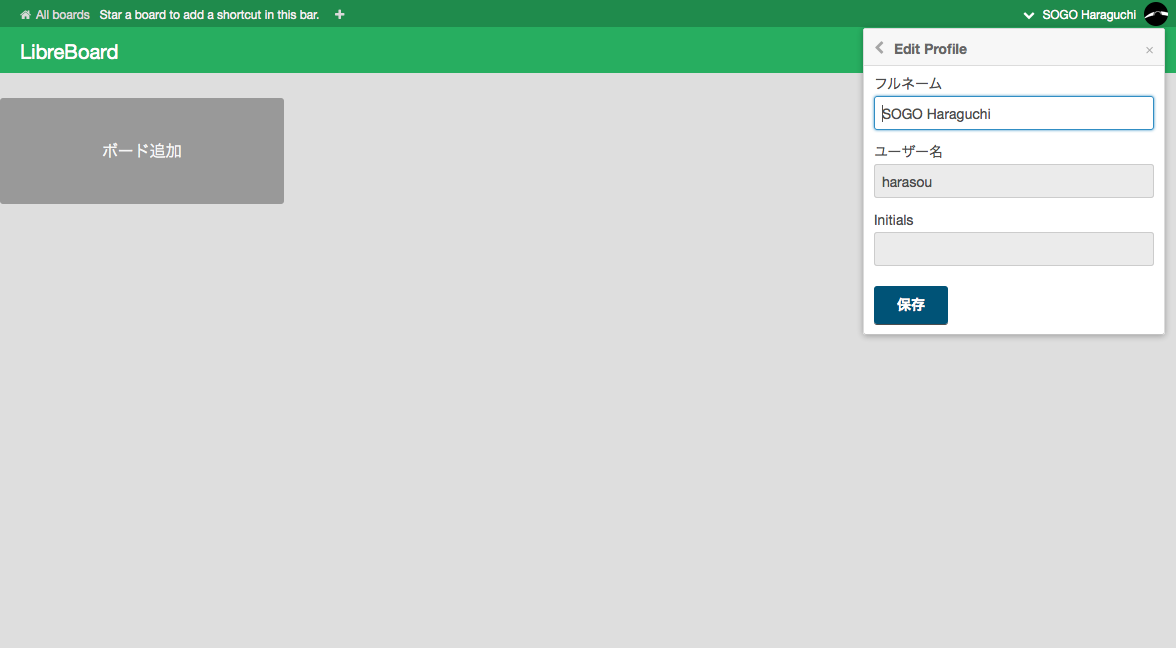 All boards Star a board to add a shortcut in this bar. + SOGO Haraguchi
LibreBoard
Edit Profile ×
フルネーム
SOGO Haraguchi
ユーザー名
harasou
Initials
保存
ボード追加